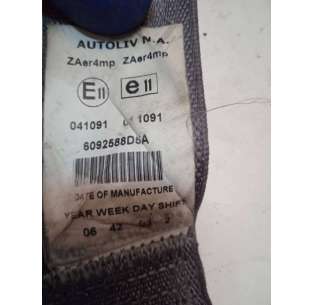 AUTOLIV N.A.
ZAer4mp ZAer4mp
E11 e11
041091 041091
6092588D5A
DATE OF MANUFACTURE
YEAR WEEK DAY SHIFT
06 42